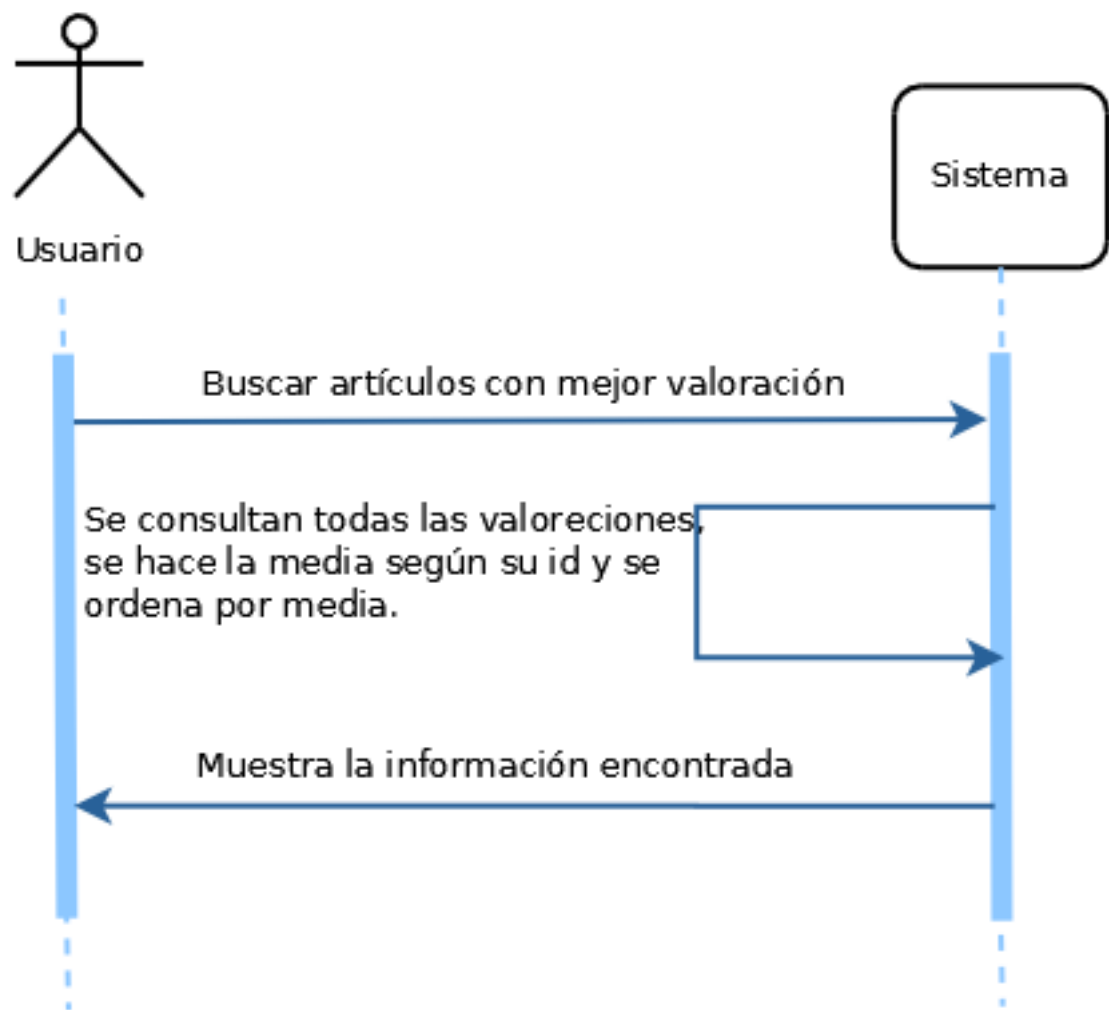 Usuario
Sistema
Buscar artículos con mejor valoración
Se consultan todas las valoreciones,
se hace la media según su id y se
ordena por media.
Muestra la información encontrada